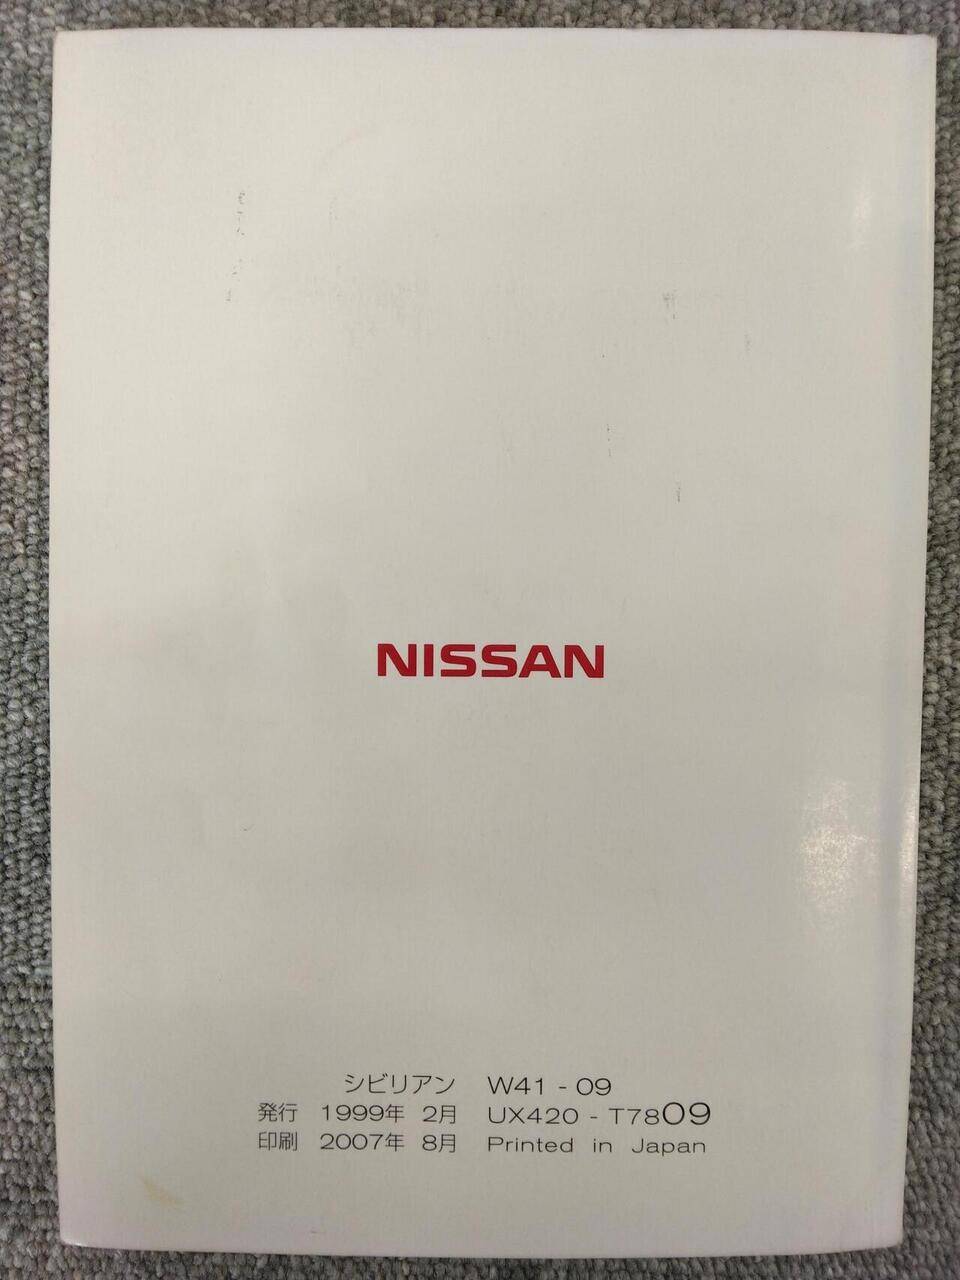 NISSAN
シビリアン W41 - 09
発行 1999年 2月 UX420 - T7809
印刷 2007年 8月 Printed in Japan